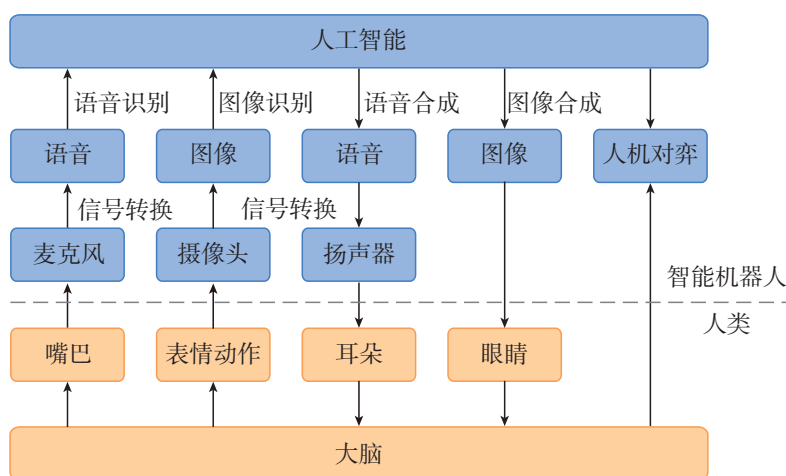 人工智能
语音识别
图像识别
语音合成
图像合成
语音
图像
语音
图像
人机对弈
信号转换
信号转换
麦克风
摄像头
扬声器
智能机器人
人类
嘴巴
表情动作
耳朵
眼睛
大脑